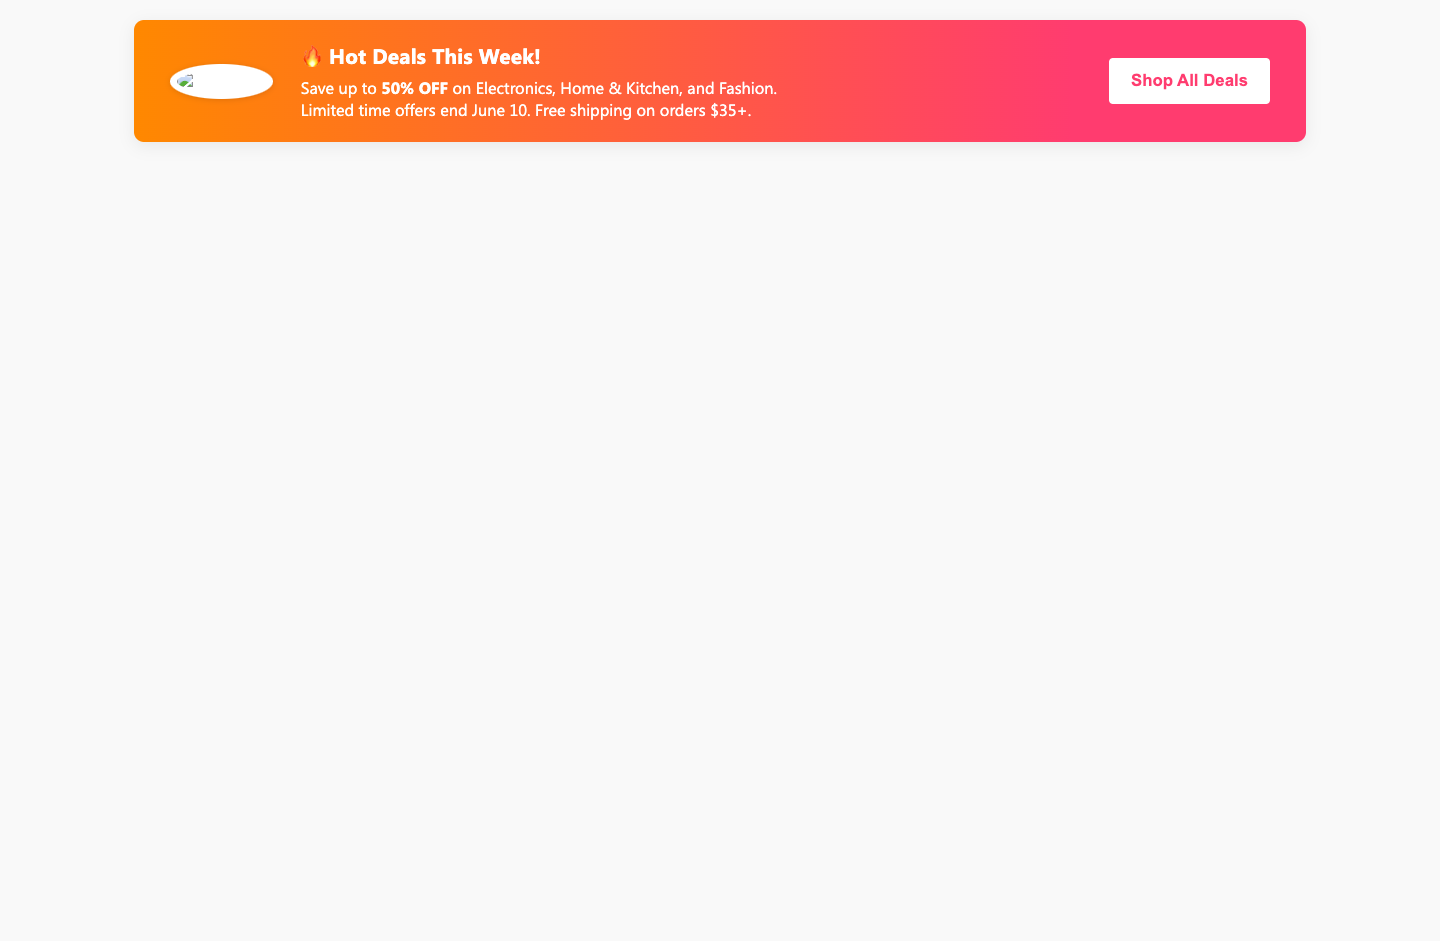 🔥 Hot Deals This Week!
Save up to 50% OFF on Electronics, Home & Kitchen, and Fashion.
Limited time offers end June 10. Free shipping on orders $35+.
Shop All Deals